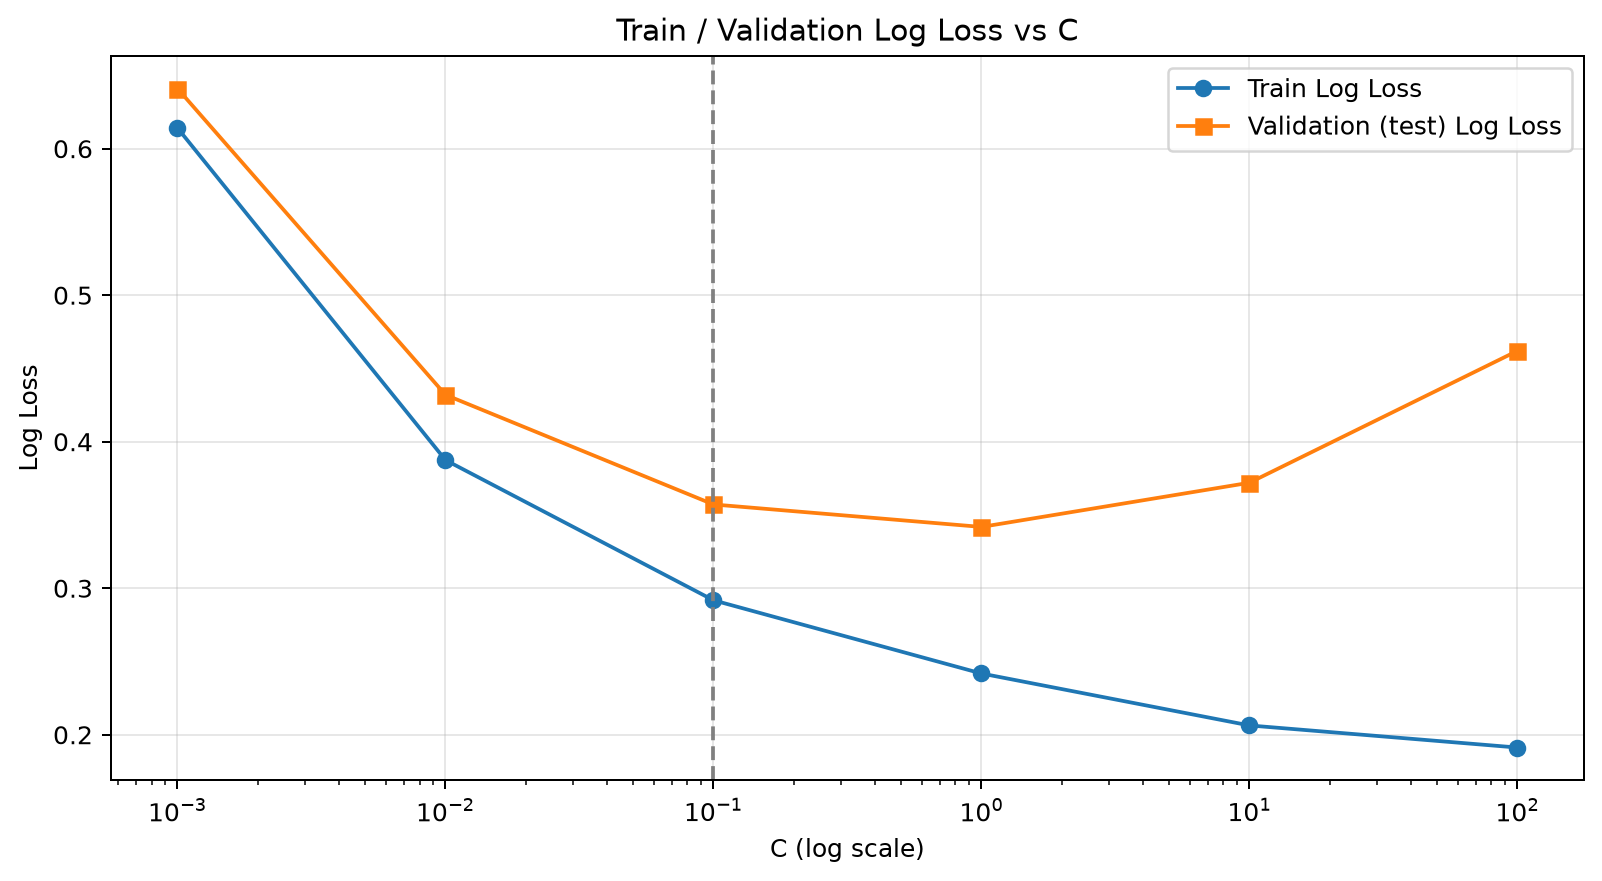 Train / Validation Log Loss vs C
Train Log Loss
Validation (test) Log Loss
Log Loss
0.6
0.5
0.4
0.3
0.2
10⁻³ 10⁻² 10⁻¹ 10⁰ 10¹ 10²
C (log scale)